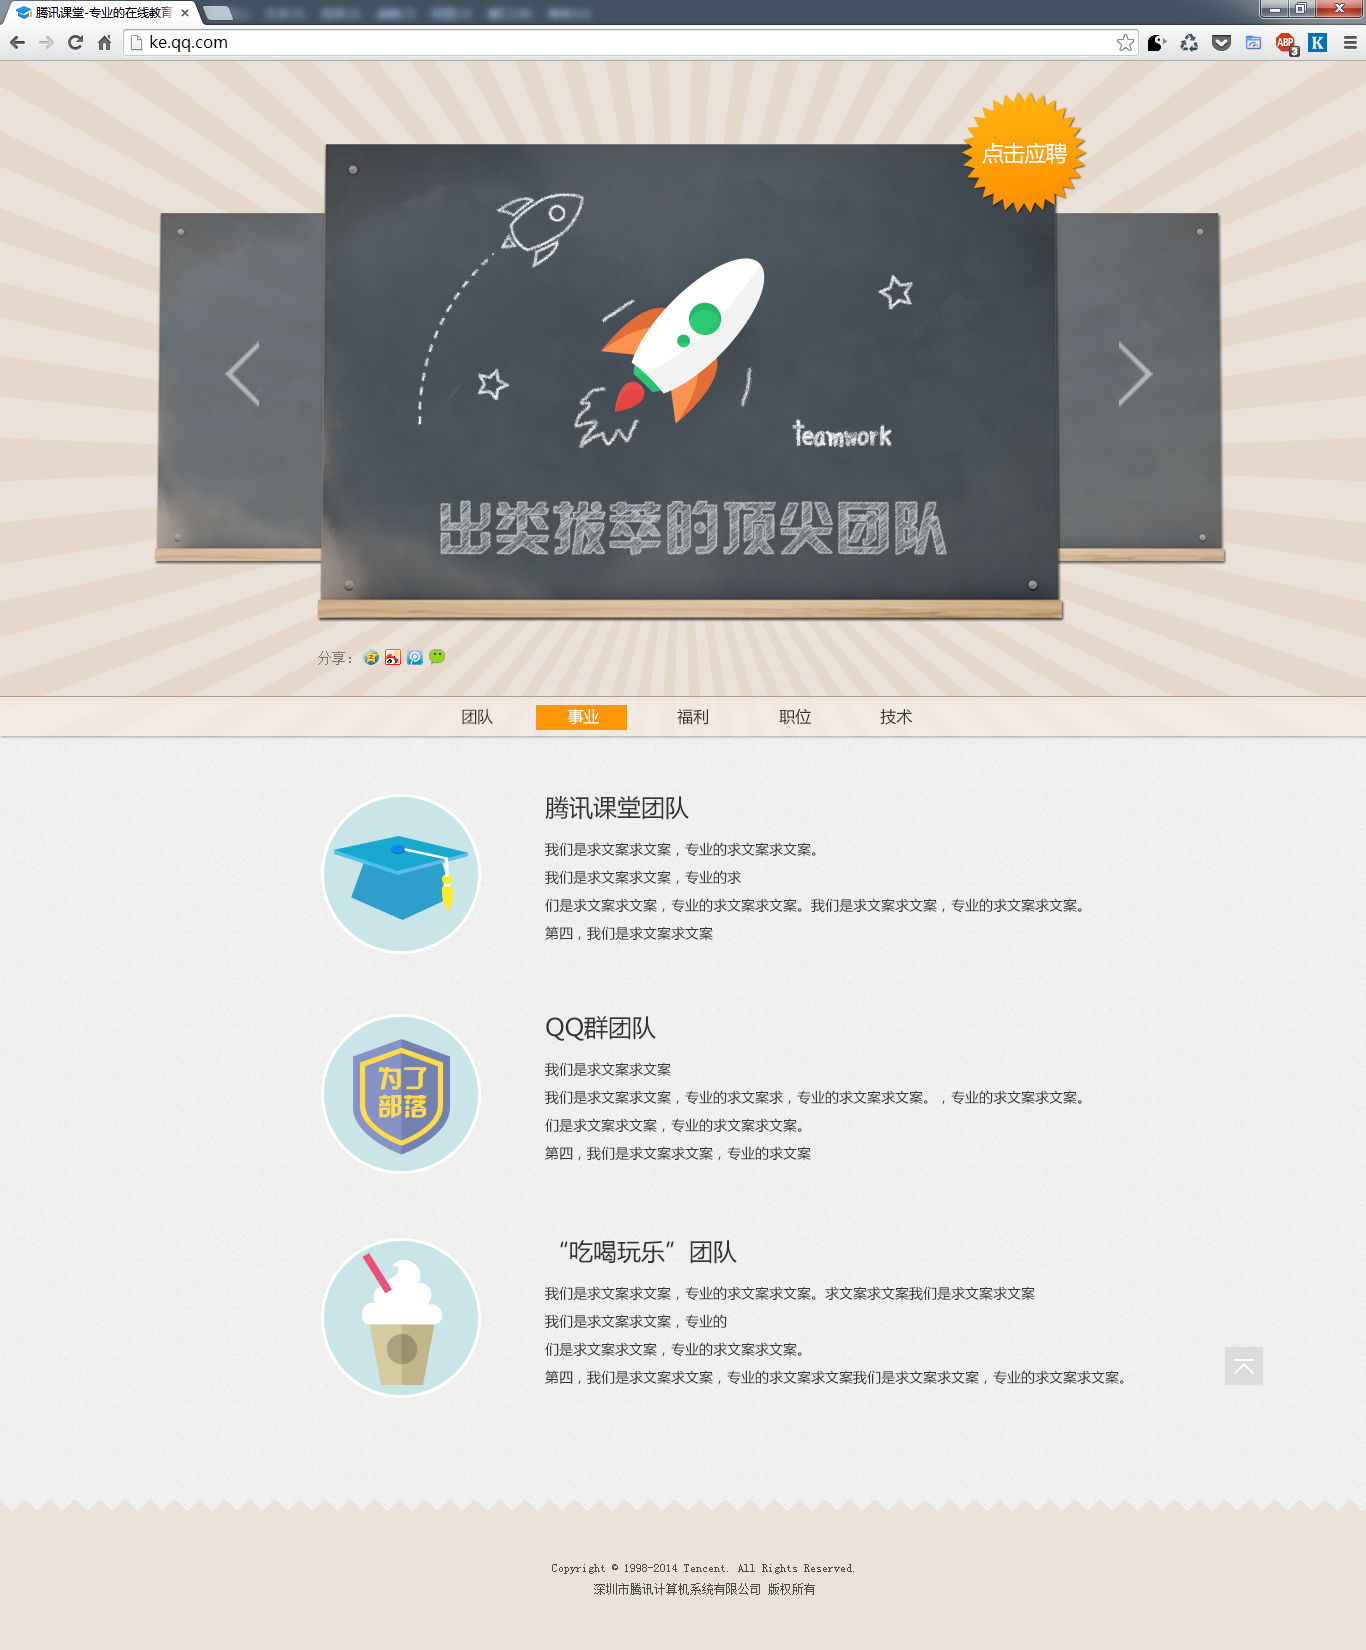 腾讯课堂-专业的在线教育
ke.qq.com
ABP
3
K
点击应聘
teamwork
出类拔萃的顶尖团队
分享：
团队
事业
福利
职位
技术
腾讯课堂团队
我们是求文案求文案，专业的求文案求文案。
我们是求文案求文案，专业的求
们是求文案求文案，专业的求文案求文案。我们是求文案求文案，专业的求文案求文案。
第四，我们是求文案求文案
为了
部落
QQ群团队
我们是求文案求文案
我们是求文案求文案，专业的求文案求，专业的求文案求文案。，专业的求文案求文案。
们是求文案求文案，专业的求文案求文案。
第四，我们是求文案求文案，专业的求文案
“吃喝玩乐”团队
我们是求文案求文案，专业的求文案求文案。求文案求文案我们是求文案求文案
我们是求文案求文案，专业的
们是求文案求文案，专业的求文案求文案。
第四，我们是求文案求文案，专业的求文案求文案我们是求文案求文案，专业的求文案求文案。
Copyright © 1998-2014 Tencent. All Rights Reserved.
深圳市腾讯计算机系统有限公司 版权所有